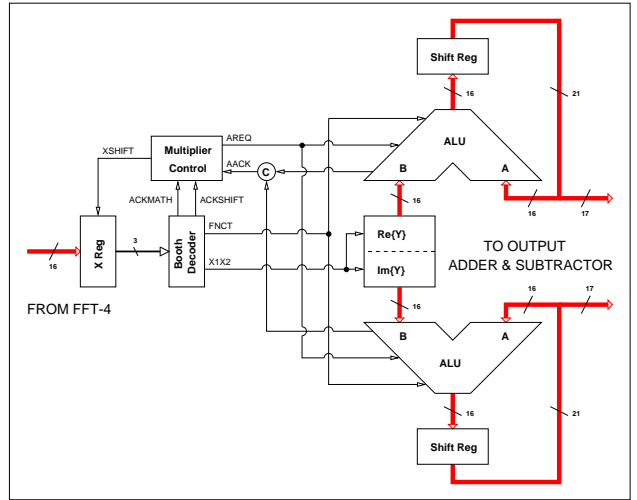 Shift Reg
16
21
ALU
B
A
16
16
17
XSHIFT
Multiplier
Control
AREQ
AACK
C
ACKMATH
ACKSHIFT
FNCT
X1X2
16
X Reg
3
Booth
Decoder
Re{Y}
Im{Y}
TO OUTPUT
ADDER & SUBTRACTOR
FROM FFT-4
16
16
17
B
A
ALU
16
21
Shift Reg